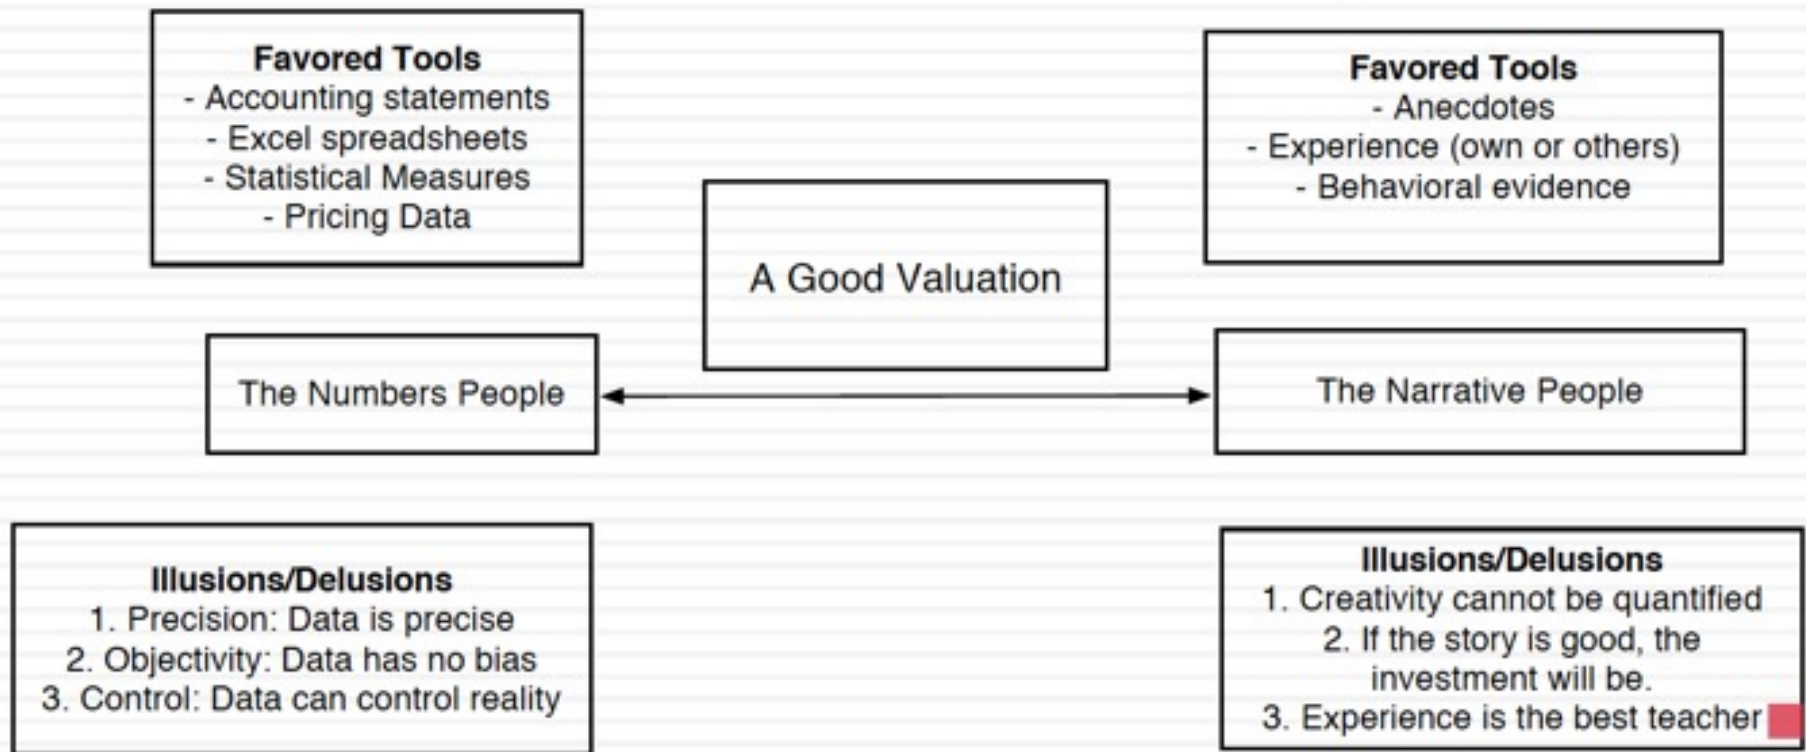 Favored Tools
- Accounting statements
- Excel spreadsheets
- Statistical Measures
- Pricing Data
Favored Tools
- Anecdotes
- Experience (own or others)
- Behavioral evidence
A Good Valuation
The Numbers People
The Narrative People
Illusions/Delusions
1. Precision: Data is precise
2. Objectivity: Data has no bias
3. Control: Data can control reality
Illusions/Delusions
1. Creativity cannot be quantified
2. If the story is good, the
investment will be.
3. Experience is the best teacher